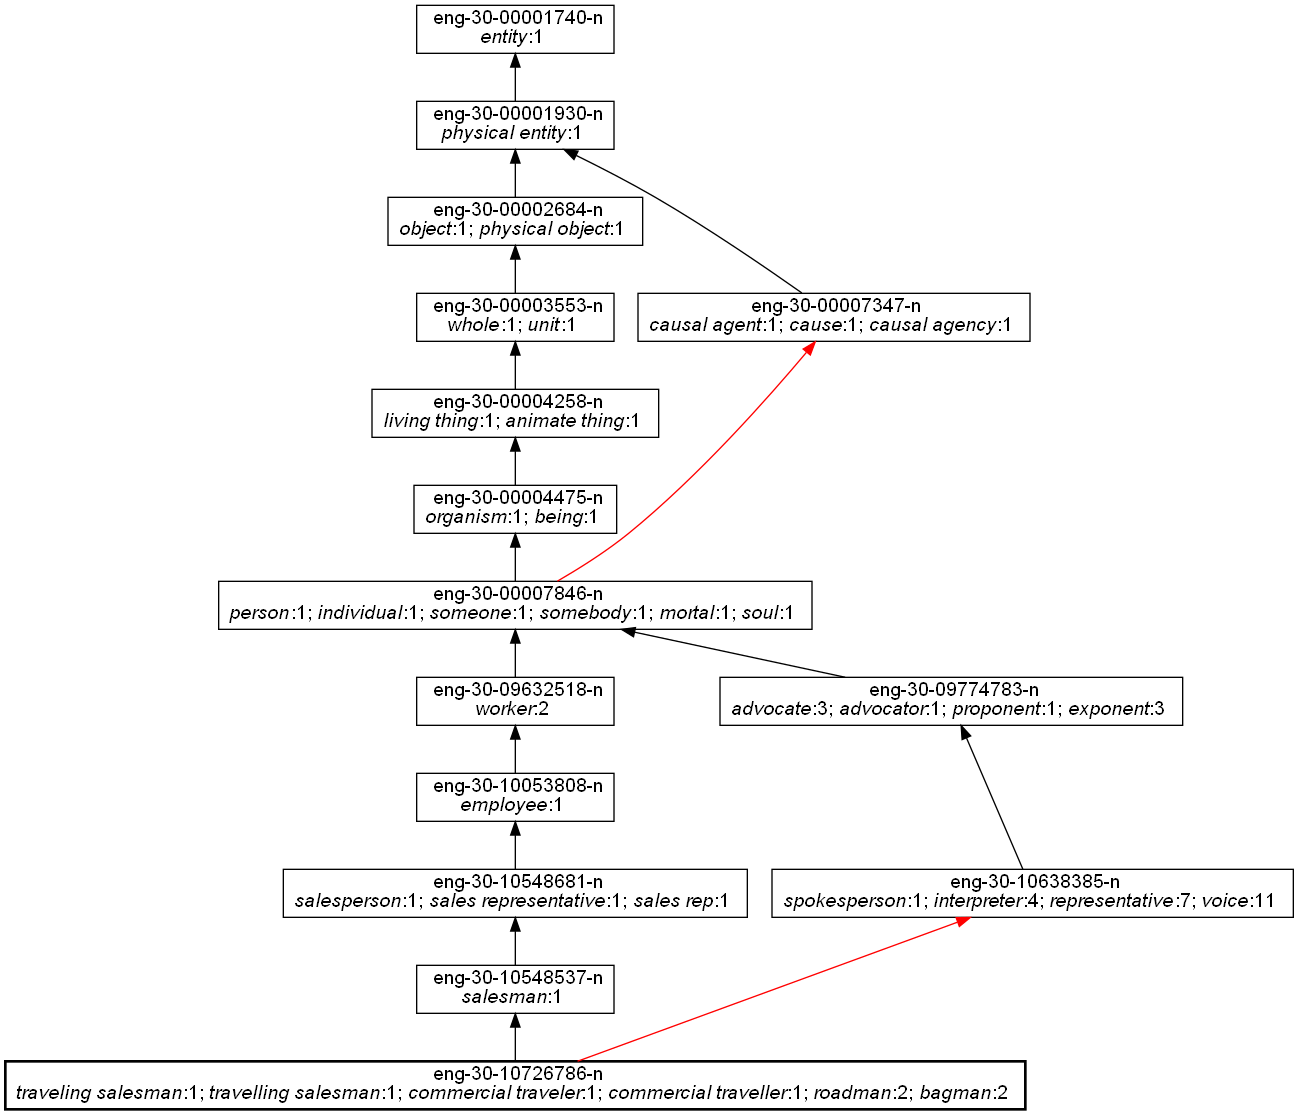 eng-30-00001740-n
entity:1
eng-30-00001930-n
physical entity:1
eng-30-00002684-n
object:1; physical object:1
eng-30-00003553-n
whole:1; unit:1
eng-30-00007347-n
causal agent:1; cause:1; causal agency:1
eng-30-00004258-n
living thing:1; animate thing:1
eng-30-00004475-n
organism:1; being:1
eng-30-00007846-n
person:1; individual:1; someone:1; somebody:1; mortal:1; soul:1
eng-30-09632518-n
worker:2
eng-30-09774783-n
advocate:3; advocator:1; proponent:1; exponent:3
eng-30-10053808-n
employee:1
eng-30-10548681-n
salesperson:1; sales representative:1; sales rep:1
eng-30-10638385-n
spokesperson:1; interpreter:4; representative:7; voice:11
eng-30-10548537-n
salesman:1
eng-30-10726786-n
traveling salesman:1; travelling salesman:1; commercial traveler:1; commercial traveller:1; roadman:2; bagman:2